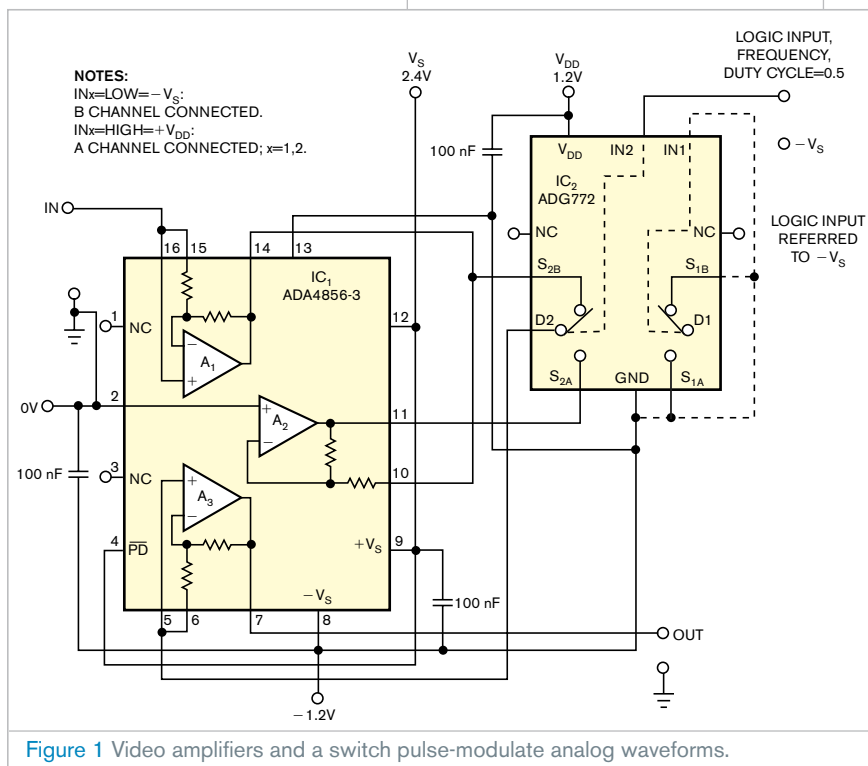 NOTES:
INx=LOW=−VS:
B CHANNEL CONNECTED.
INx=HIGH=+VDD:
A CHANNEL CONNECTED; x=1,2.
VS
2.4V
VDD
1.2V
LOGIC INPUT,
FREQUENCY,
DUTY CYCLE=0.5
100 nF
VDD
IN2
IN1
−VS
IC2
ADG772
IN
NC
NC
LOGIC INPUT
REFERRED
TO −VS
16
15
14
13
S2B
S1B
IC1
ADA4856-3
1
NC
12
D2
D1
A1
−
+
S2A
GND
S1A
0V
2
+
A2
−
11
100 nF
3
NC
10
+
A3
−
4
PD
+VS
9
−VS
100 nF
5
6
7
8
OUT
−1.2V
Figure 1 Video amplifiers and a switch pulse-modulate analog waveforms.